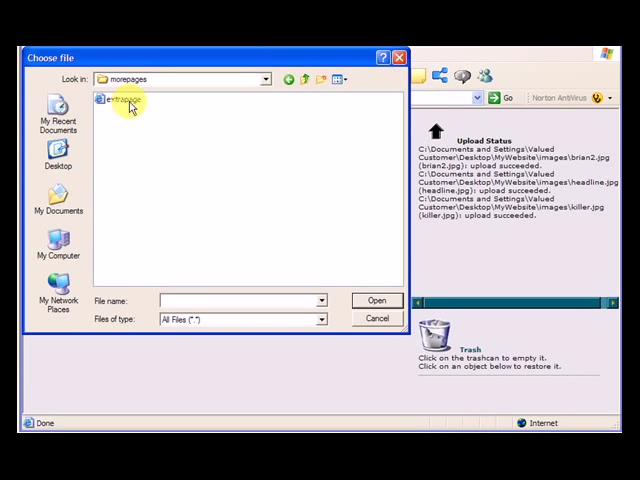 Choose file
Look in:
morepages
extrapage
My Recent
Documents
Desktop
My Documents
My Computer
My Network
Places
File name:
Open
Files of type:
All Files (*.*)
Cancel
Go
Norton AntiVirus
Upload Status
C:\Documents and Settings\Valued
Customer\Desktop\MyWebsite\images\brian2.jpg
(brian2.jpg): upload succeeded.
C:\Documents and Settings\Valued
Customer\Desktop\MyWebsite\images\headline.jpg
(headline.jpg): upload succeeded.
C:\Documents and Settings\Valued
Customer\Desktop\MyWebsite\images\killer.jpg
(killer.jpg): upload succeeded.
Trash
Click on the trashcan to empty it.
Click on an object below to restore it.
Done
Internet